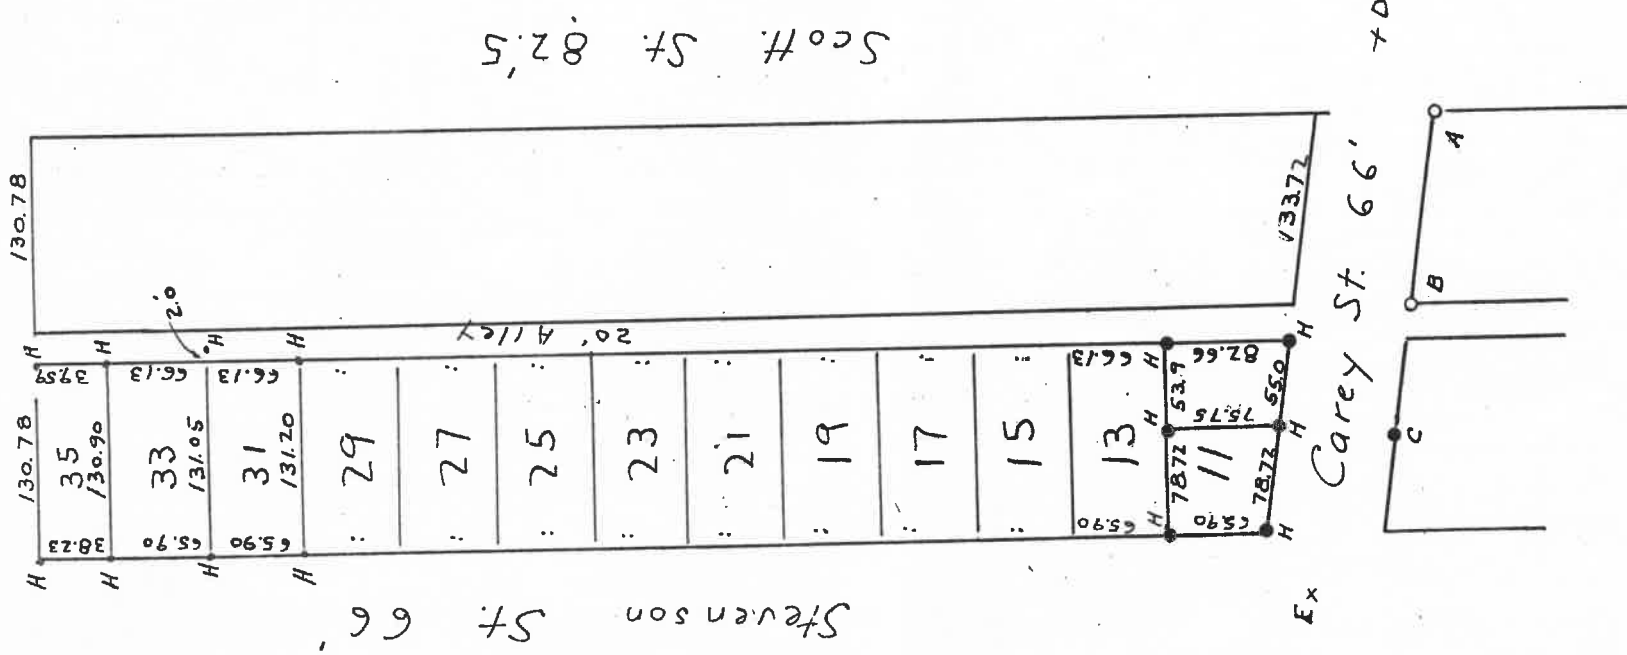 Scott. St. 82.'5
+D
130.78
133.72
A
B
Carey St. 66'
2.'0
20' Alley
H
H
H
H
H
H
39.59
66.13
66.13
"
"
"
"
"
"
"
"
66.13
82.66
130.78
35
130.90
33
131.05
31
131.20
29
27
25
23
21
19
17
15
13
H
53.9
75.75
55.0
H
78.72
11
78.72
C
38.23
65.90
65.90
"
"
"
"
"
"
"
"
65.90
H
65.90
H
H
H
H
H
Ex
Stevenson St. 66'